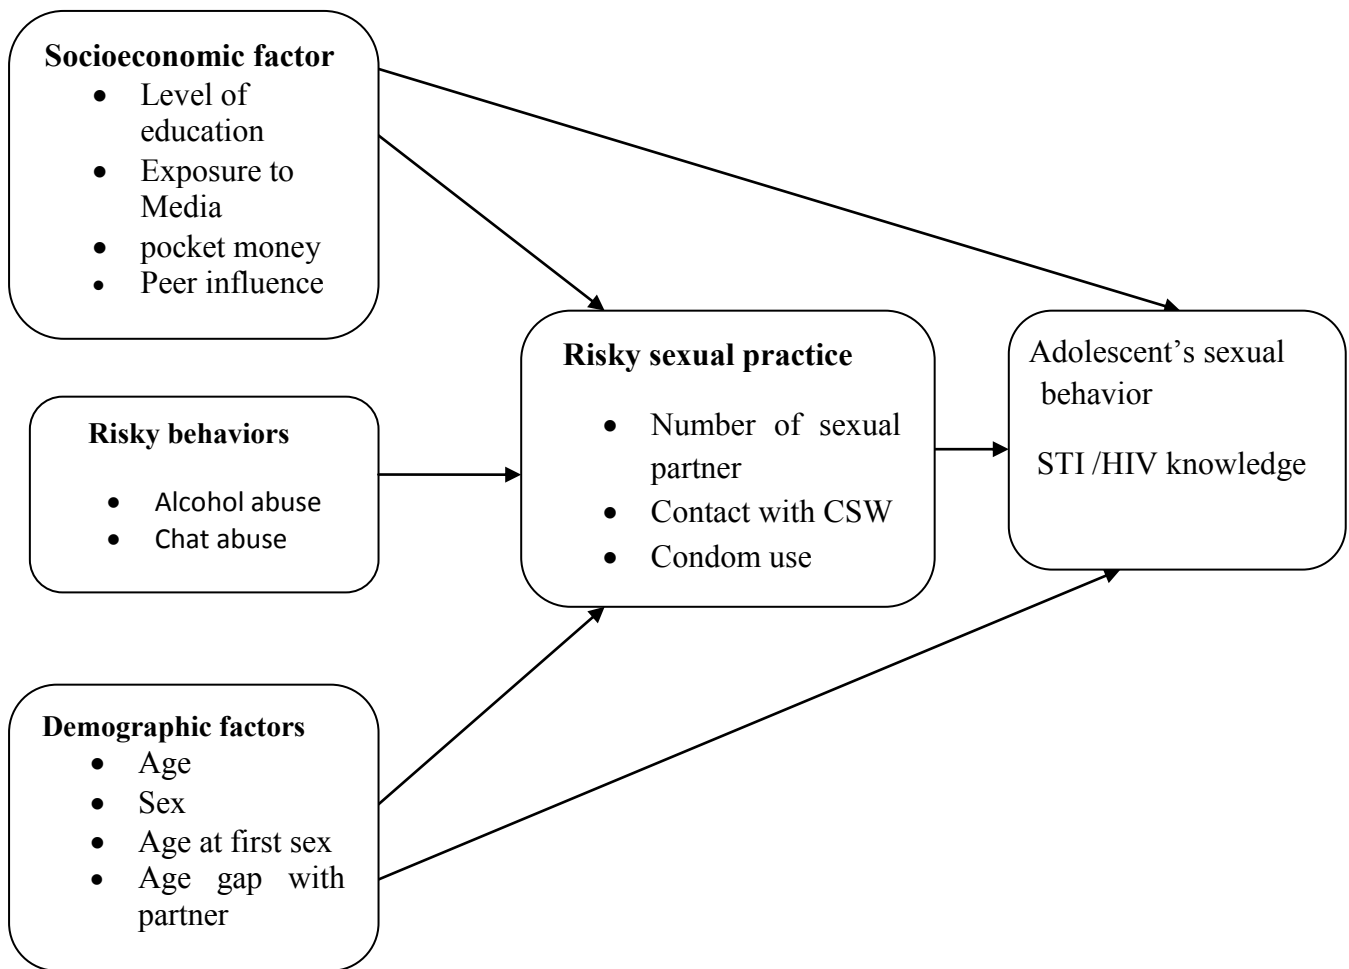 Socioeconomic factor
• Level of
education
• Exposure to
Media
• pocket money
• Peer influence
Risky behaviors
• Alcohol abuse
• Chat abuse
Demographic factors
• Age
• Sex
• Age at first sex
• Age gap with
partner
Risky sexual practice
• Number of sexual
partner
• Contact with CSW
• Condom use
Adolescent’s sexual
behavior
STI /HIV knowledge